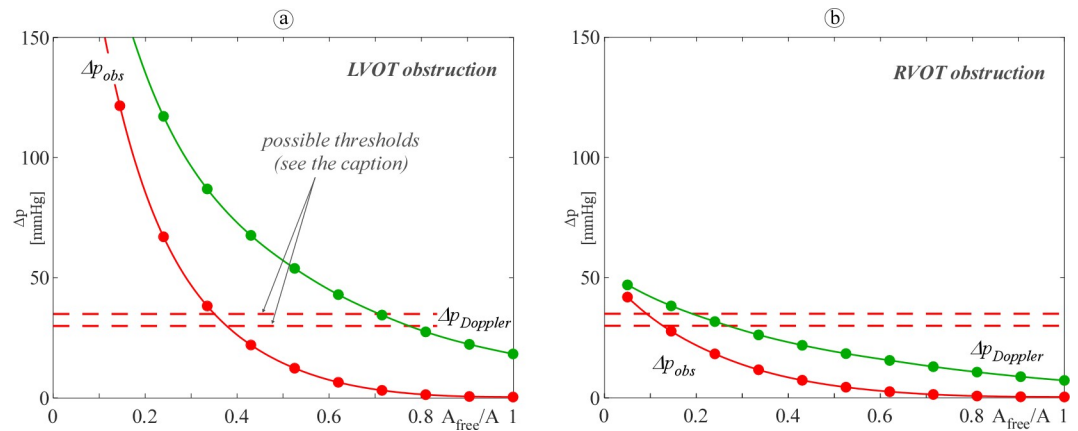 ⓐ
150
100
50
0
Δp
[mmHg]
Δp_obs
LVOT obstruction
possible thresholds
(see the caption)
Δp_Doppler
0 0.2 0.4 0.6 0.8 A_free/A 1
ⓑ
150
100
50
0
Δp
[mmHg]
RVOT obstruction
Δp_obs
Δp_Doppler
0 0.2 0.4 0.6 0.8 A_free/A 1